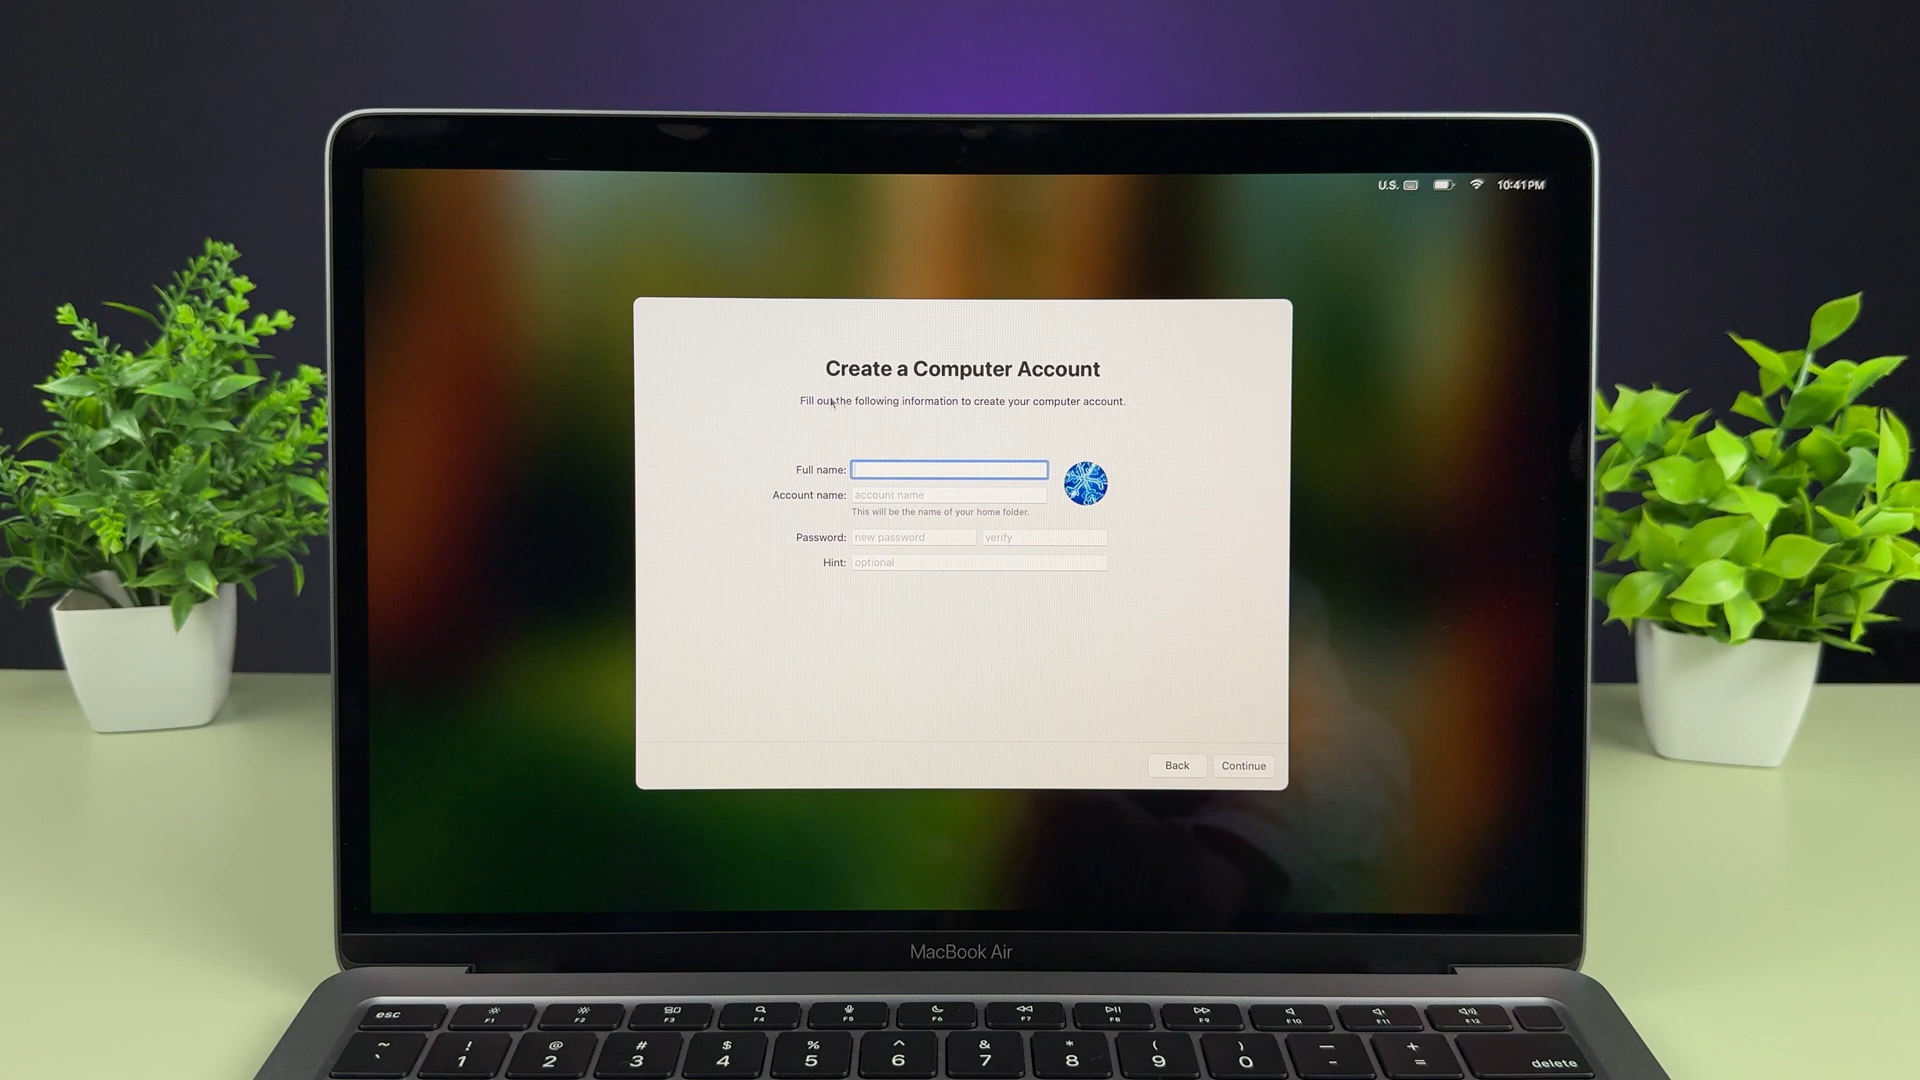 U.S. 10:41 PM
Create a Computer Account
Fill out the following information to create your computer account.
Full name:
Account name: account name
This will be the name of your home folder.
Password: new password verify
Hint: optional
Back Continue
MacBook Air
esc F1 F2 F3 F4 F5 F6 F7 F8 F9 F10 F11 F12
~ ! @ # $ % ^ & * ( ) — +
` 1 2 3 4 5 6 7 8 9 0 - = delete